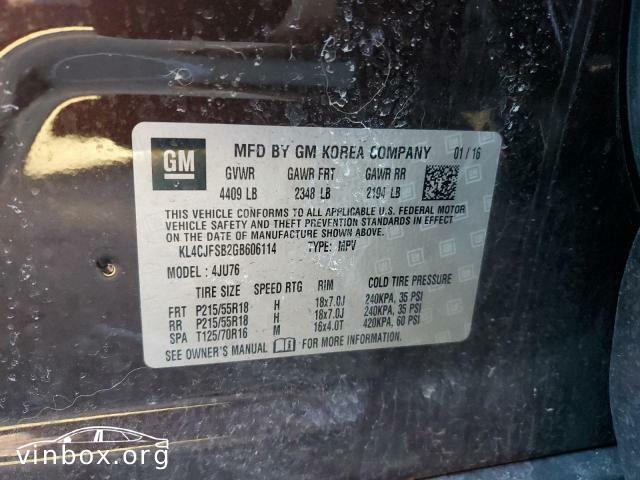 GM MFD BY GM KOREA COMPANY 01/16
GVWR GAWR FRT GAWR RR
4409 LB 2348 LB 2194 LB
THIS VEHICLE CONFORMS TO ALL APPLICABLE U.S. FEDERAL MOTOR
VEHICLE SAFETY AND THEFT PREVENTION STANDARDS IN EFFECT
ON THE DATE OF MANUFACTURE SHOWN ABOVE.
KL4CJFSB2GB606114 TYPE: MPV
MODEL: 4JU76
TIRE SIZE SPEED RTG RIM COLD TIRE PRESSURE
FRT P215/55R18 H 18x7.0J 240KPA, 35 PSI
RR P215/55R18 H 18x7.0J 240KPA, 35 PSI
SPA T125/70R16 M 16x4.0T 420KPA, 60 PSI
SEE OWNER'S MANUAL FOR MORE INFORMATION.
vinbox.org